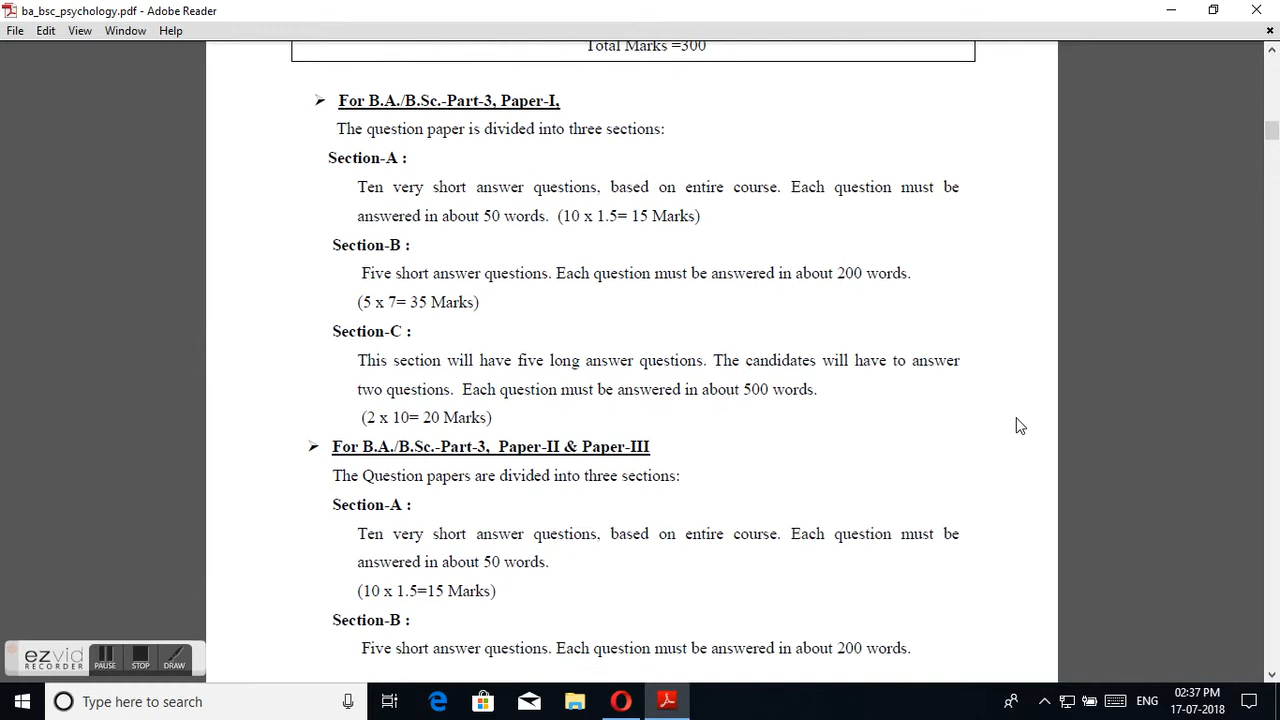 ba_bsc_psychology.pdf - Adobe Reader
File Edit View Window Help
Total Marks =300
For B.A./B.Sc.-Part-3, Paper-I,
The question paper is divided into three sections:
Section-A :
Ten very short answer questions, based on entire course. Each question must be
answered in about 50 words. (10 x 1.5= 15 Marks)
Section-B :
Five short answer questions. Each question must be answered in about 200 words.
(5 x 7= 35 Marks)
Section-C :
This section will have five long answer questions. The candidates will have to answer
two questions. Each question must be answered in about 500 words.
(2 x 10= 20 Marks)
For B.A./B.Sc.-Part-3, Paper-II & Paper-III
The Question papers are divided into three sections:
Section-A :
Ten very short answer questions, based on entire course. Each question must be
answered in about 50 words.
(10 x 1.5=15 Marks)
Section-B :
Five short answer questions. Each question must be answered in about 200 words.
ezvid
RECORDER
PAUSE STOP DRAW
Type here to search
ENG
02:37 PM
17-07-2018